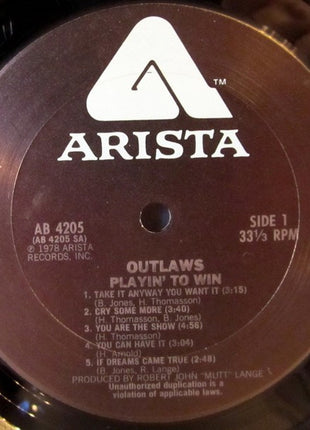 TM
ARISTA
AB 4205
(AB 4205 SA)
℗ 1978 ARISTA
RECORDS, INC.
SIDE 1
33⅓ RPM
OUTLAWS
PLAYIN' TO WIN
1. TAKE IT ANYWAY YOU WANT IT (3:15)
(B. Jones, H. Thomasson)
2. CRY SOME MORE (3:40)
(H. Thomasson, B. Jones)
3. YOU ARE THE SHOW (4:56)
(H. Thomasson)
4. YOU CAN HAVE IT (3:04)
(H. Arnold)
5. IF DREAMS CAME TRUE (2:48)
(B. Jones, R. Lange)
PRODUCED BY ROBERT JOHN "MUTT" LANGE
Unauthorized duplication is a
violation of applicable laws.